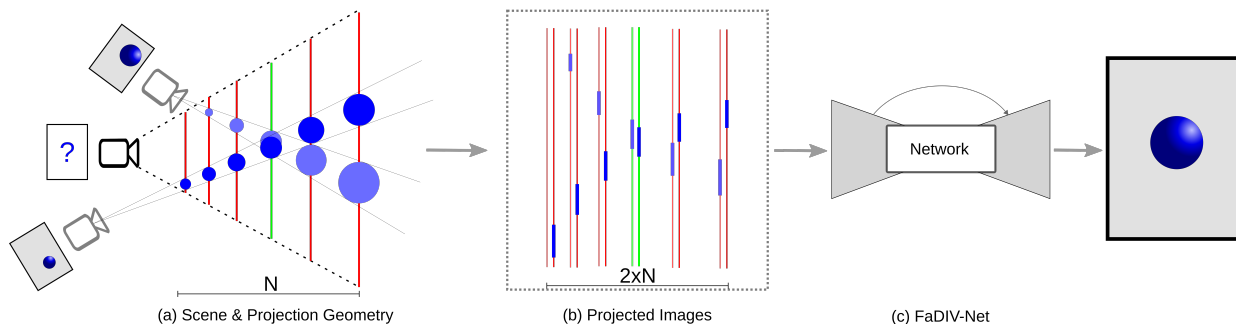 ?
N
(a) Scene & Projection Geometry
2xN
(b) Projected Images
Network
(c) FaDIV-Net